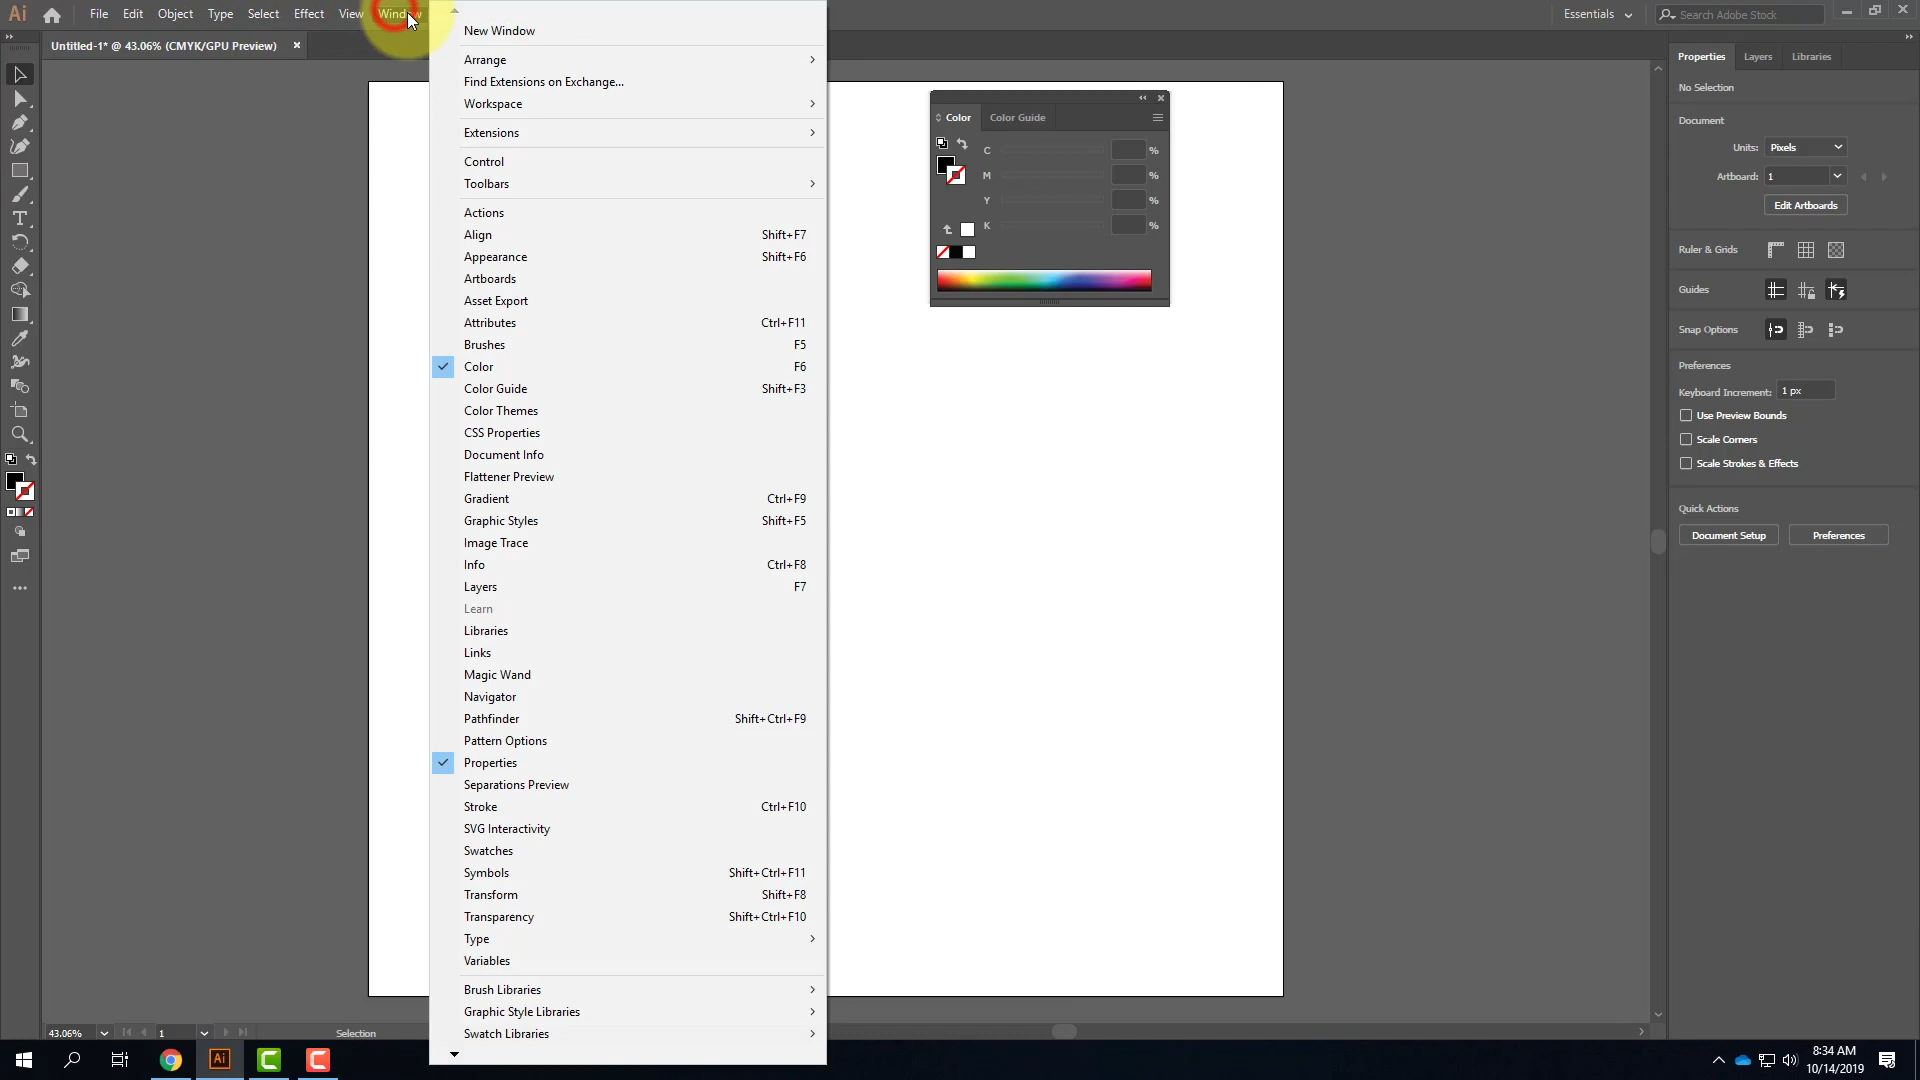 Ai File Edit Object Type Select Effect View Window Essentials Search Adobe Stock
Untitled-1* @ 43.06% (CMYK/GPU Preview)
New Window
Arrange
Find Extensions on Exchange...
Workspace
Extensions
Control
Toolbars
Actions
Align Shift+F7
Appearance Shift+F6
Artboards
Asset Export
Attributes Ctrl+F11
Brushes F5
Color F6
Color Guide Shift+F3
Color Themes
CSS Properties
Document Info
Flattener Preview
Gradient Ctrl+F9
Graphic Styles Shift+F5
Image Trace
Info Ctrl+F8
Layers F7
Learn
Libraries
Links
Magic Wand
Navigator
Pathfinder Shift+Ctrl+F9
Pattern Options
Properties
Separations Preview
Stroke Ctrl+F10
SVG Interactivity
Swatches
Symbols Shift+Ctrl+F11
Transform Shift+F8
Transparency Shift+Ctrl+F10
Type
Variables
Brush Libraries
Graphic Style Libraries
Swatch Libraries
Color Color Guide
C %
M %
Y %
K %
Properties Layers Libraries
No Selection
Document
Units: Pixels
Artboard: 1
Edit Artboards
Ruler & Grids
Guides
Snap Options
Preferences
Keyboard Increment: 1 px
Use Preview Bounds
Scale Corners
Scale Strokes & Effects
Quick Actions
Document Setup Preferences
43.06% 1 Selection
Ai
8:34 AM
10/14/2019